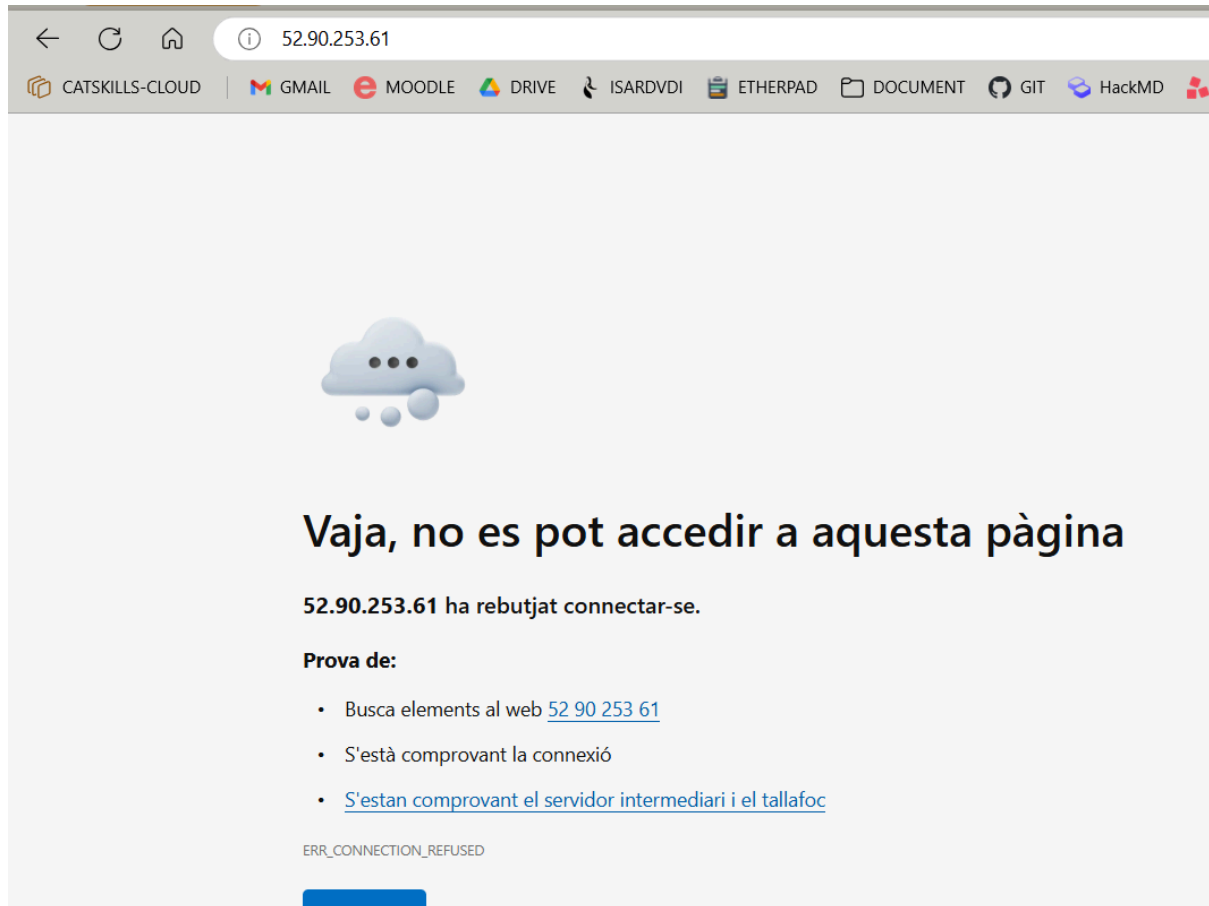 52.90.253.61
CATSKILLS-CLOUD GMAIL MOODLE DRIVE ISARDVDI ETHERPAD DOCUMENT GIT HackMD
Vaja, no es pot accedir a aquesta pàgina
52.90.253.61 ha rebutjat connectar-se.
Prova de:
• Busca elements al web 52 90 253 61
• S'està comprovant la connexió
• S'estan comprovant el servidor intermediari i el tallafoc
ERR_CONNECTION_REFUSED